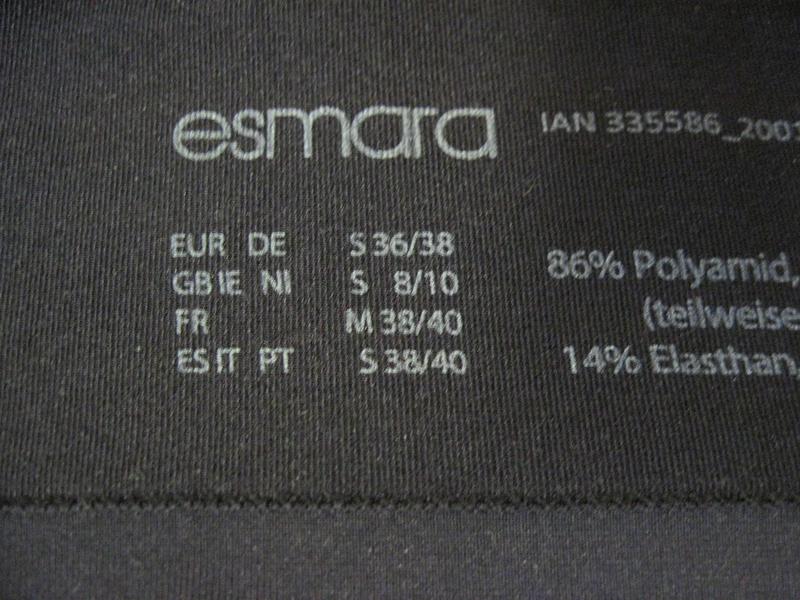 esmara
IAN 335586_200
EUR DE S 36/38
GB IE NI S 8/10
FR M 38/40
ES IT PT S 38/40
86% Polyamid,
(teilweise
14% Elasthan,